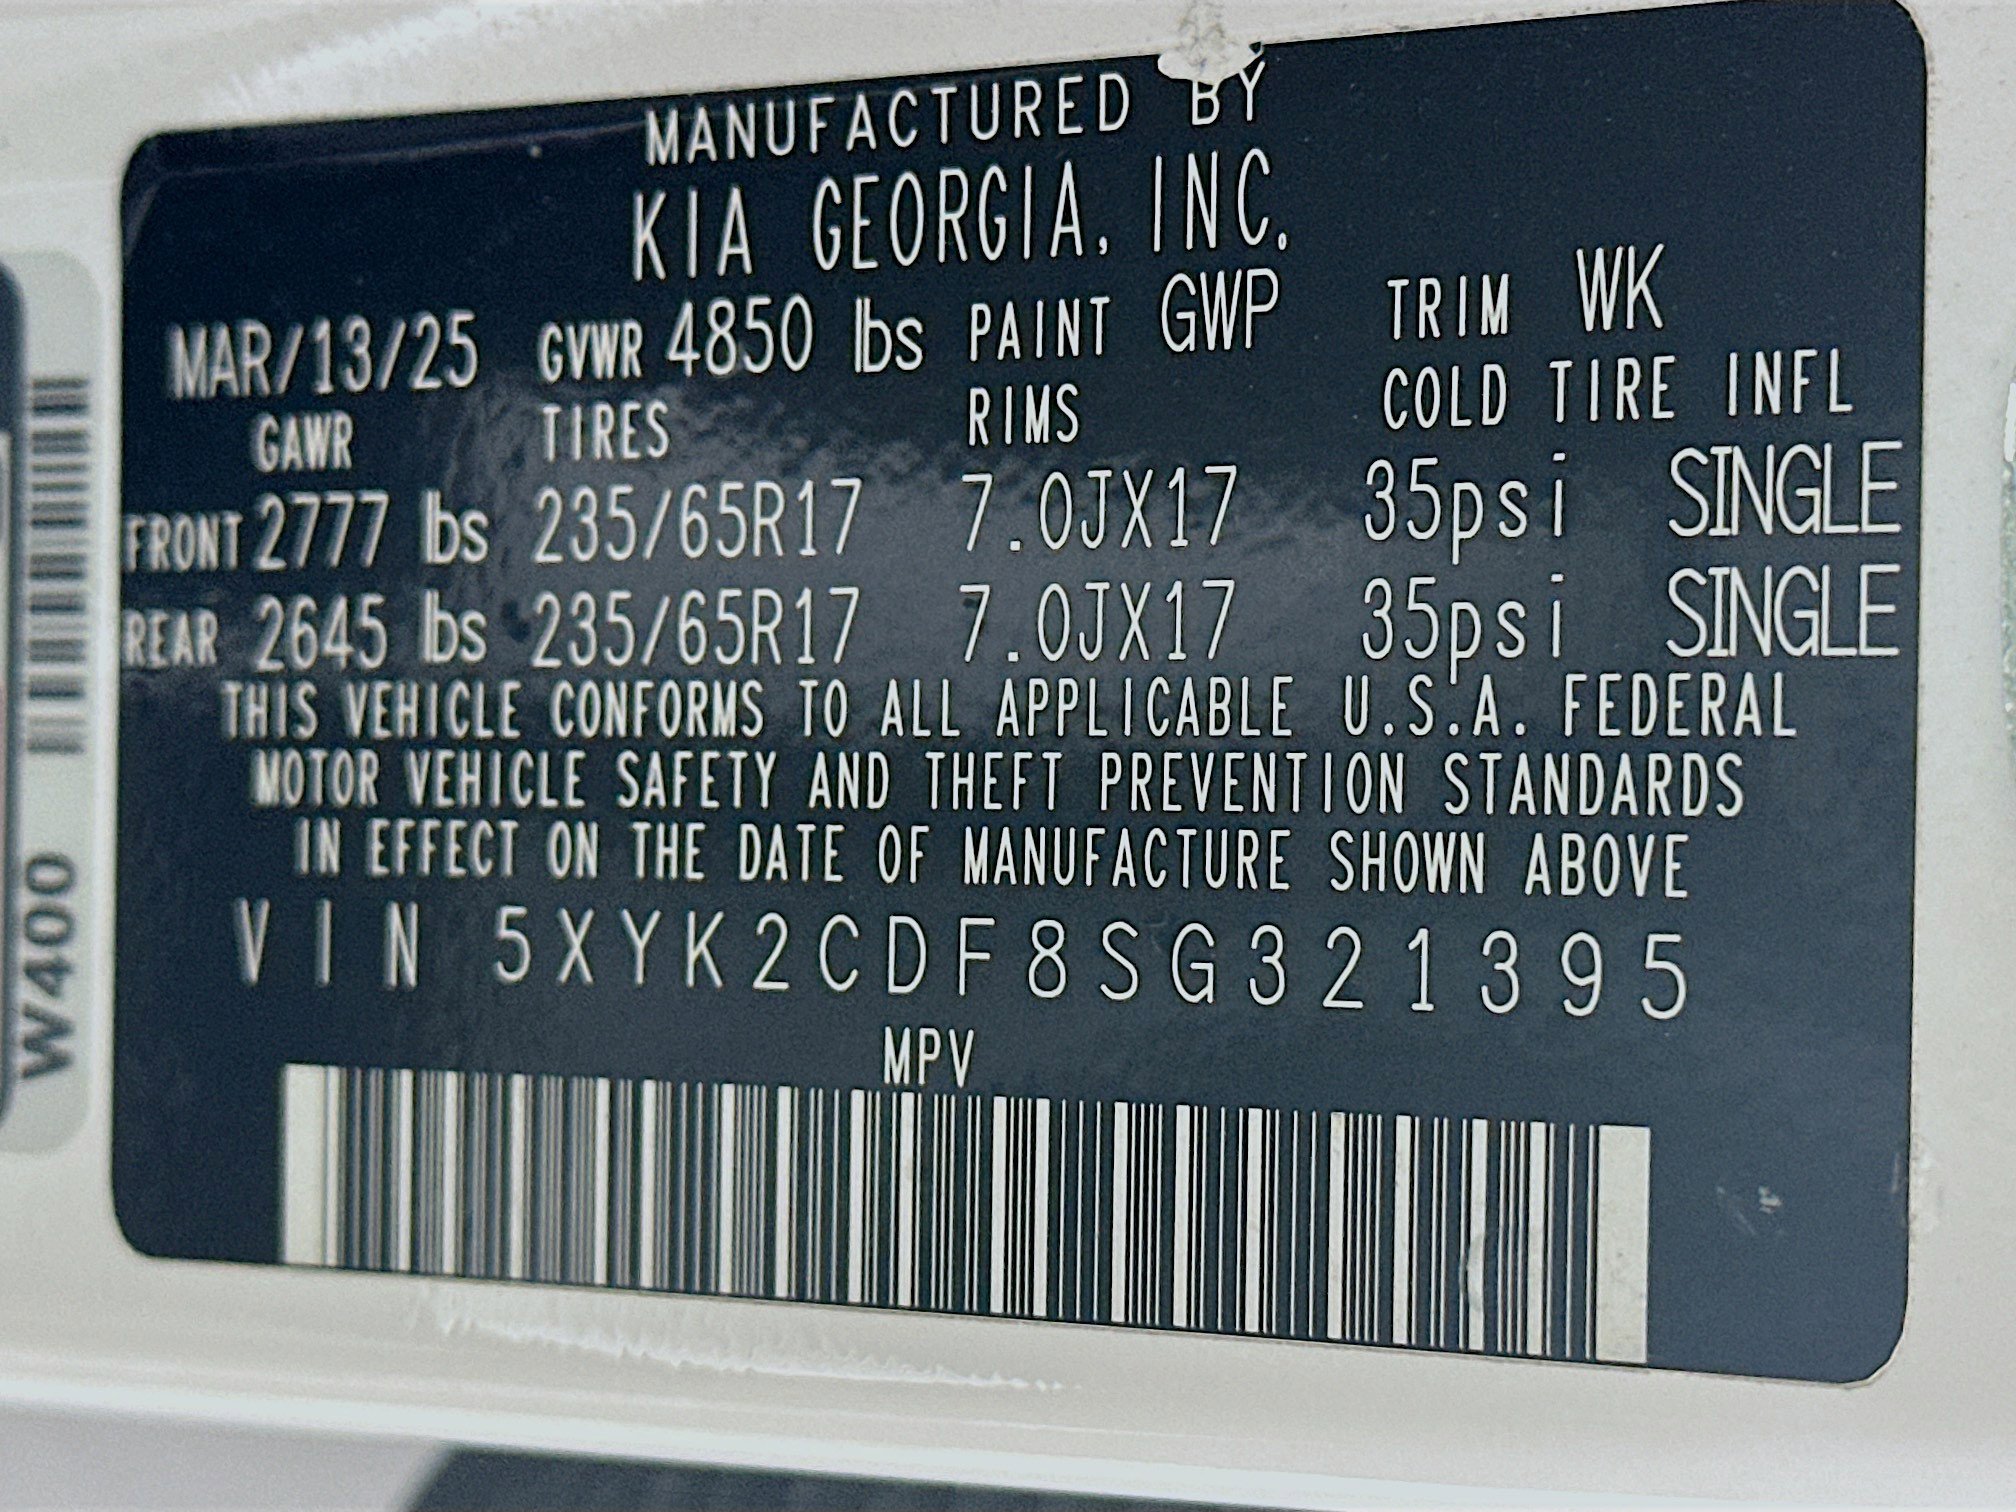 MANUFACTURED BY
KIA GEORGIA, INC.
MAR/13/25 GVWR 4850 lbs PAINT GWP TRIM WK
GAWR TIRES RIMS COLD TIRE INFL
FRONT 2777 lbs 235/65R17 7.0JX17 35psi SINGLE
REAR 2645 lbs 235/65R17 7.0JX17 35psi SINGLE
THIS VEHICLE CONFORMS TO ALL APPLICABLE U.S.A. FEDERAL
MOTOR VEHICLE SAFETY AND THEFT PREVENTION STANDARDS
IN EFFECT ON THE DATE OF MANUFACTURE SHOWN ABOVE
VIN 5XYK2CDF8SG321395
MPV
W400